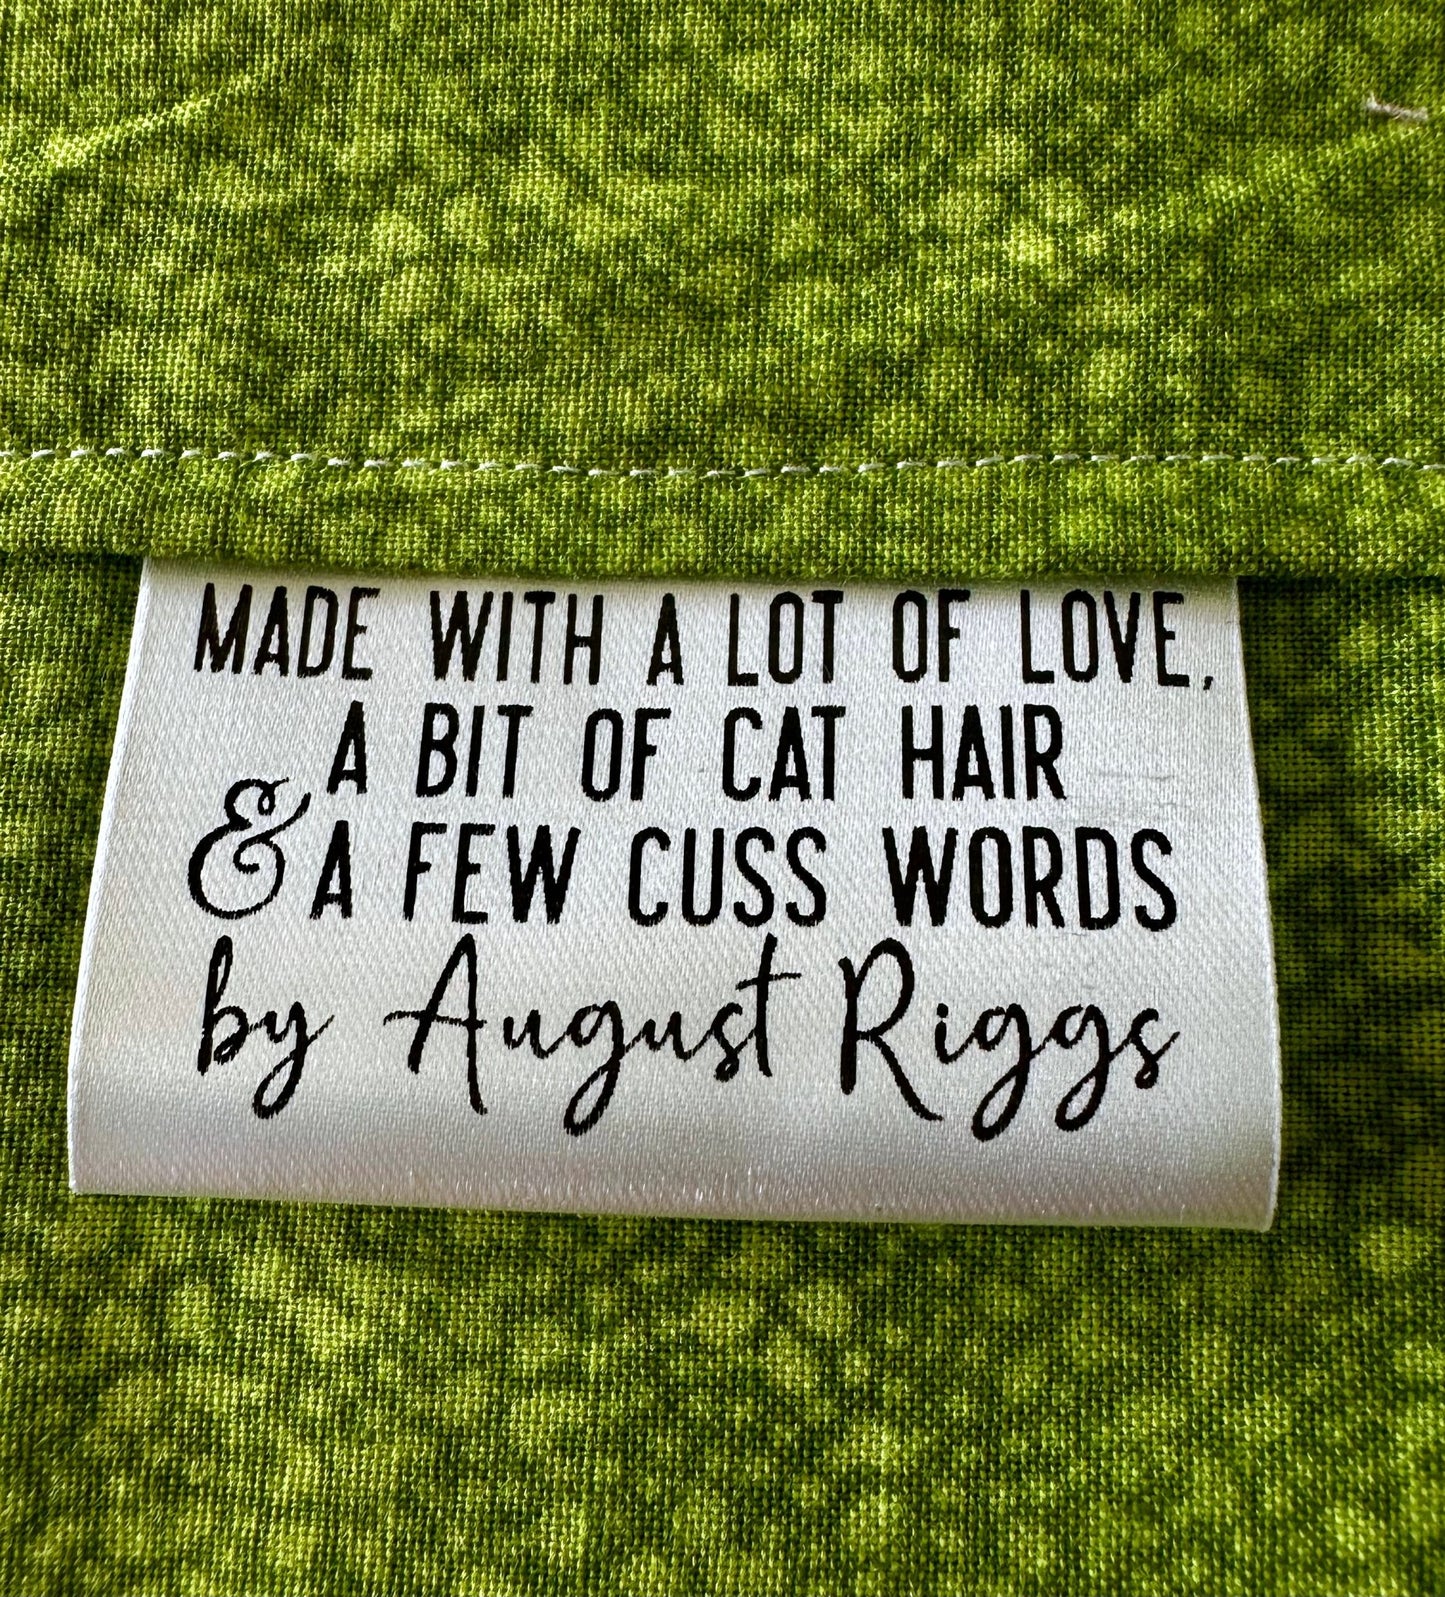 MADE WITH A LOT OF LOVE,
A BIT OF CAT HAIR
& A FEW CUSS WORDS
by August Riggs